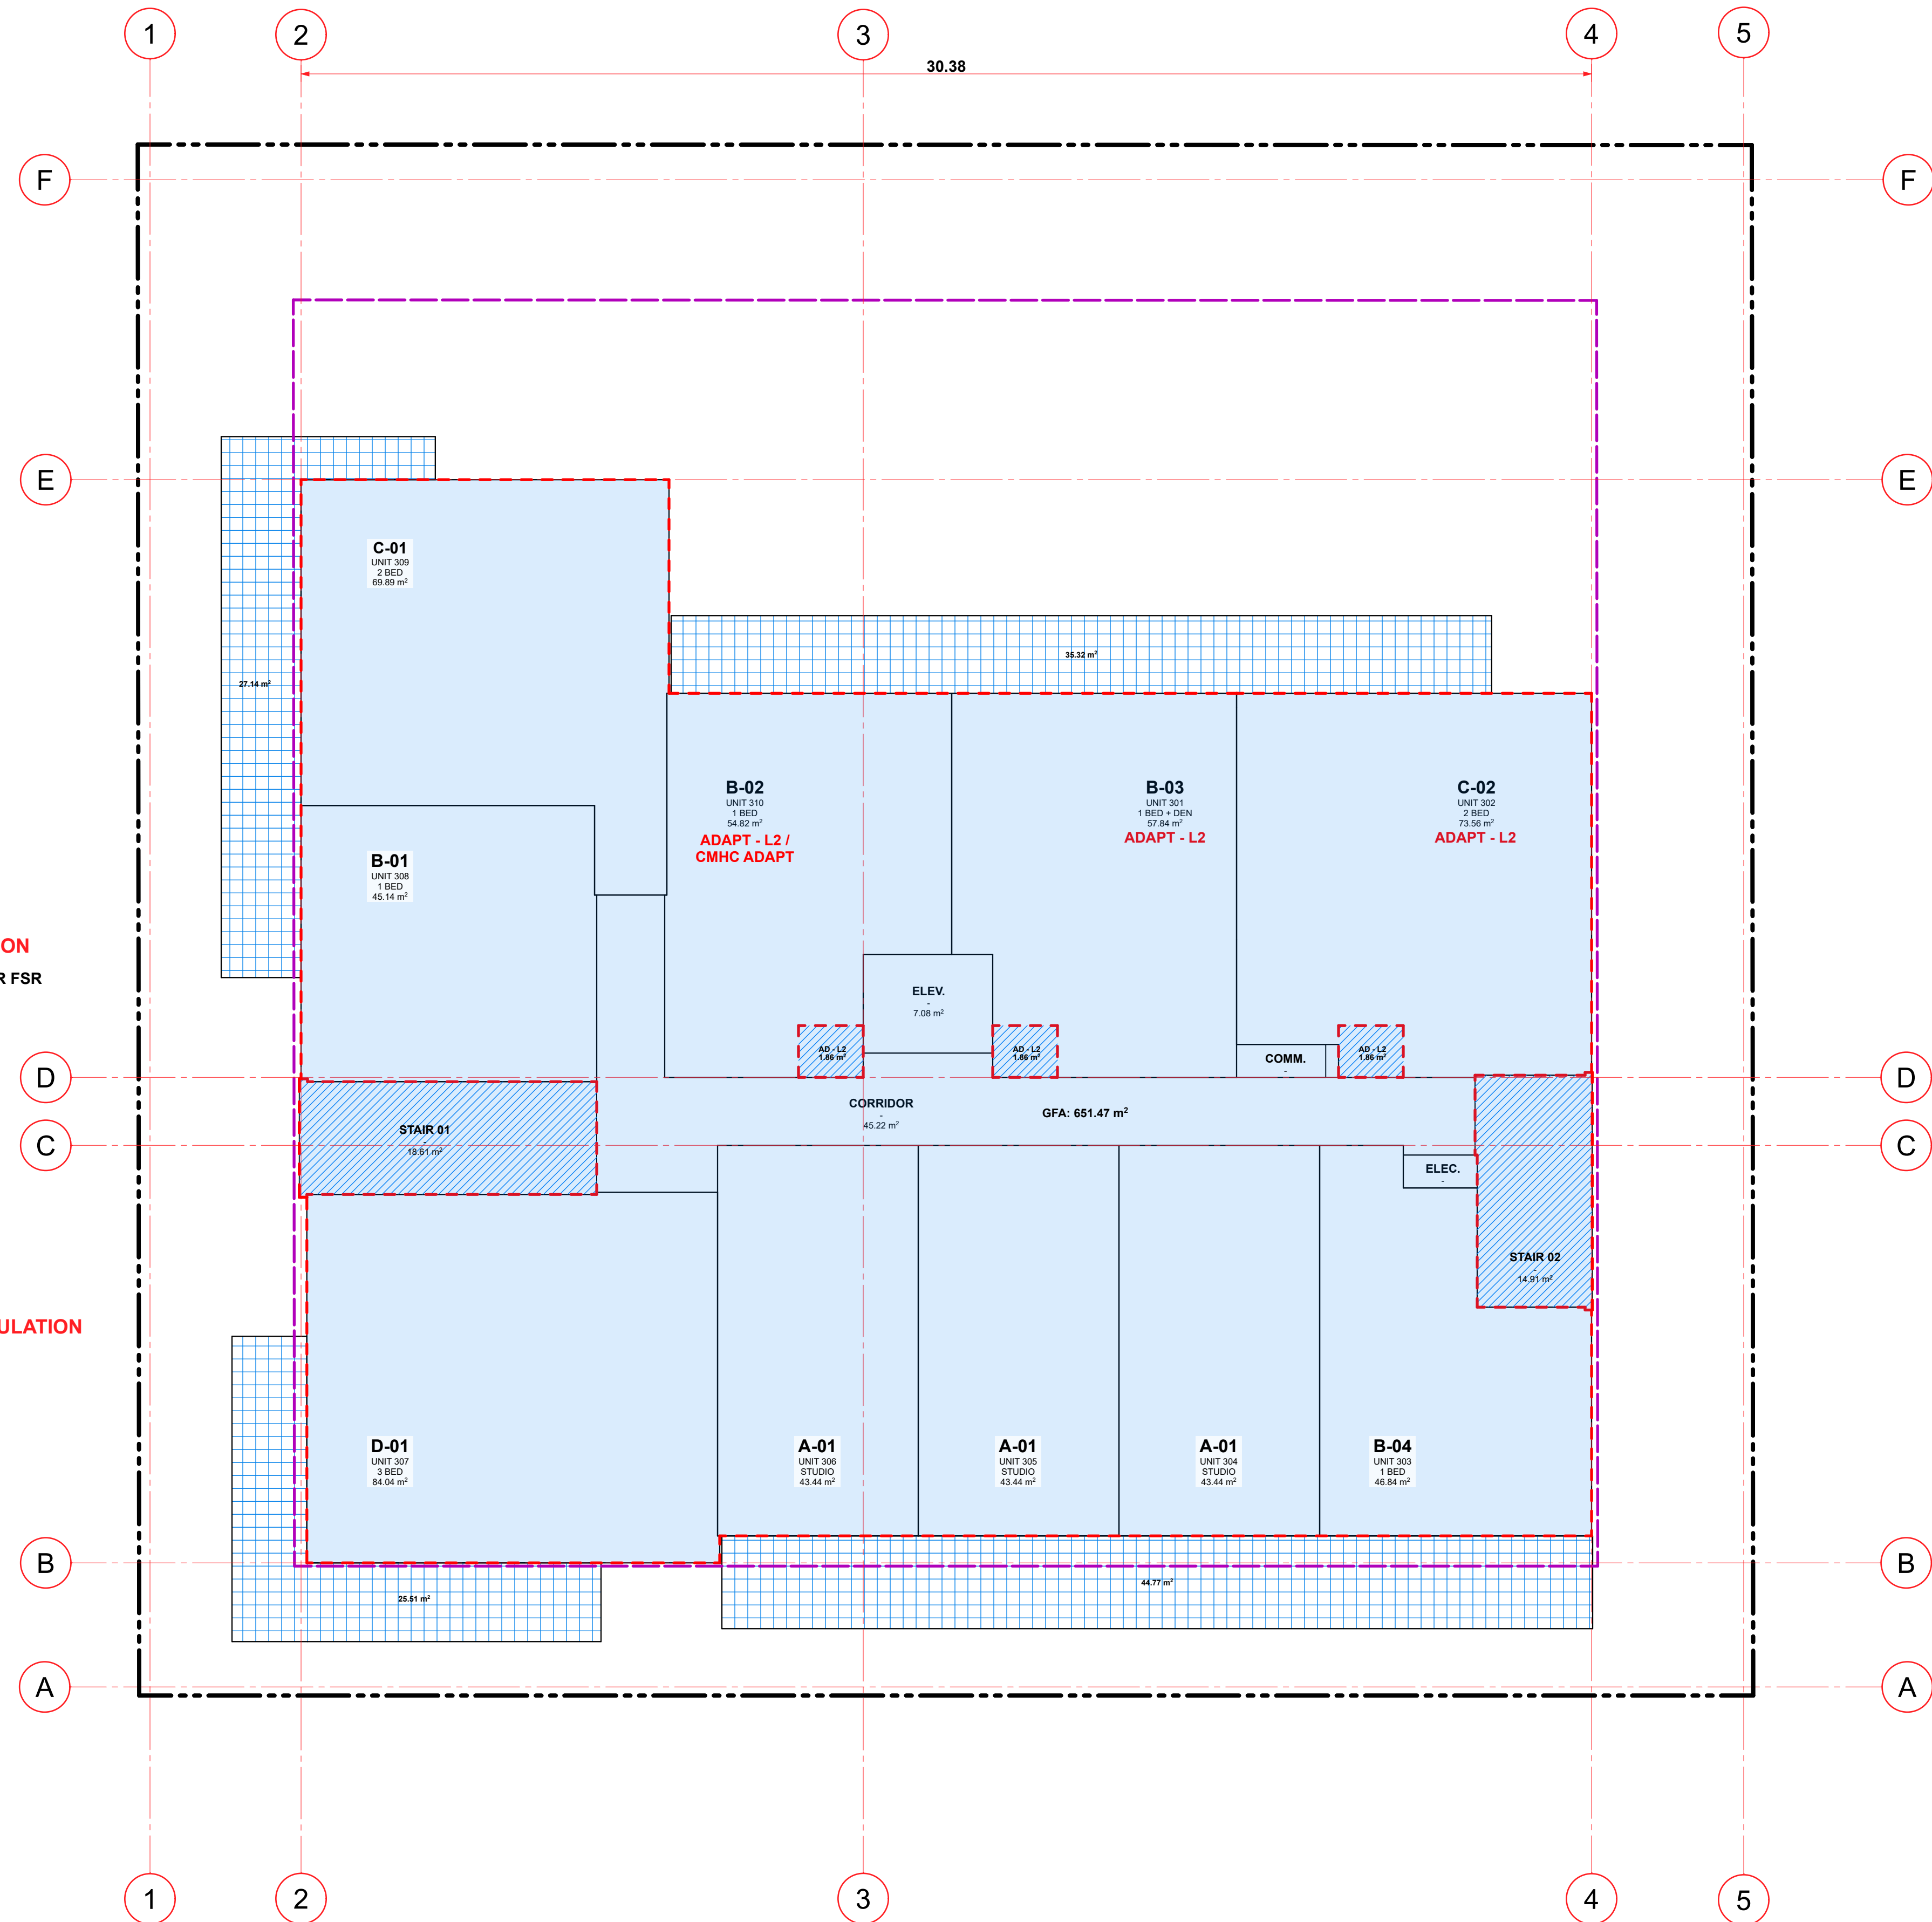 1
2
3
4
5
30.38
F
F
E
E
C-01
UNIT 309
2 BED
69.89 m²
35.32 m²
27.14 m²
B-02
UNIT 310
1 BED
54.82 m²
ADAPT - L2 /
CMHC ADAPT
B-03
UNIT 301
1 BED + DEN
57.84 m²
ADAPT - L2
C-02
UNIT 302
2 BED
73.56 m²
ADAPT - L2
B-01
UNIT 308
1 BED
45.14 m²
ON
R FSR
ELEV.
-
7.08 m²
AD - L2
1.86 m²
AD - L2
1.86 m²
COMM.
-
AD - L2
1.86 m²
D
D
CORRIDOR
-
45.22 m²
GFA: 651.47 m²
STAIR 01
-
18.61 m²
C
C
ELEC.
-
STAIR 02
-
14.91 m²
ULATION
D-01
UNIT 307
3 BED
84.04 m²
A-01
UNIT 306
STUDIO
43.44 m²
A-01
UNIT 305
STUDIO
43.44 m²
A-01
UNIT 304
STUDIO
43.44 m²
B-04
UNIT 303
1 BED
46.84 m²
B
B
44.77 m²
25.51 m²
A
A
1
2
3
4
5